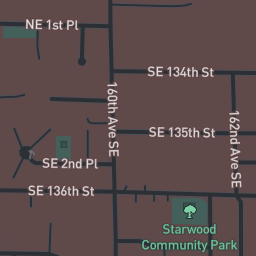 NE 1st Pl
SE 134th St
160th Ave SE
162nd Ave SE
SE 135th St
SE 2nd Pl
SE 136th St
Starwood
Community Park